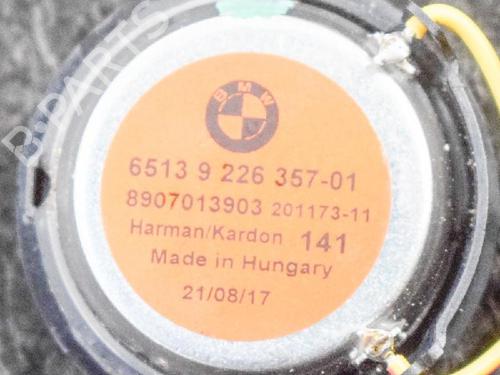 BMW
6513 9 226 357-01
8907013903 201173-11
Harman/Kardon 141
Made in Hungary
21/08/17
B-PARTS